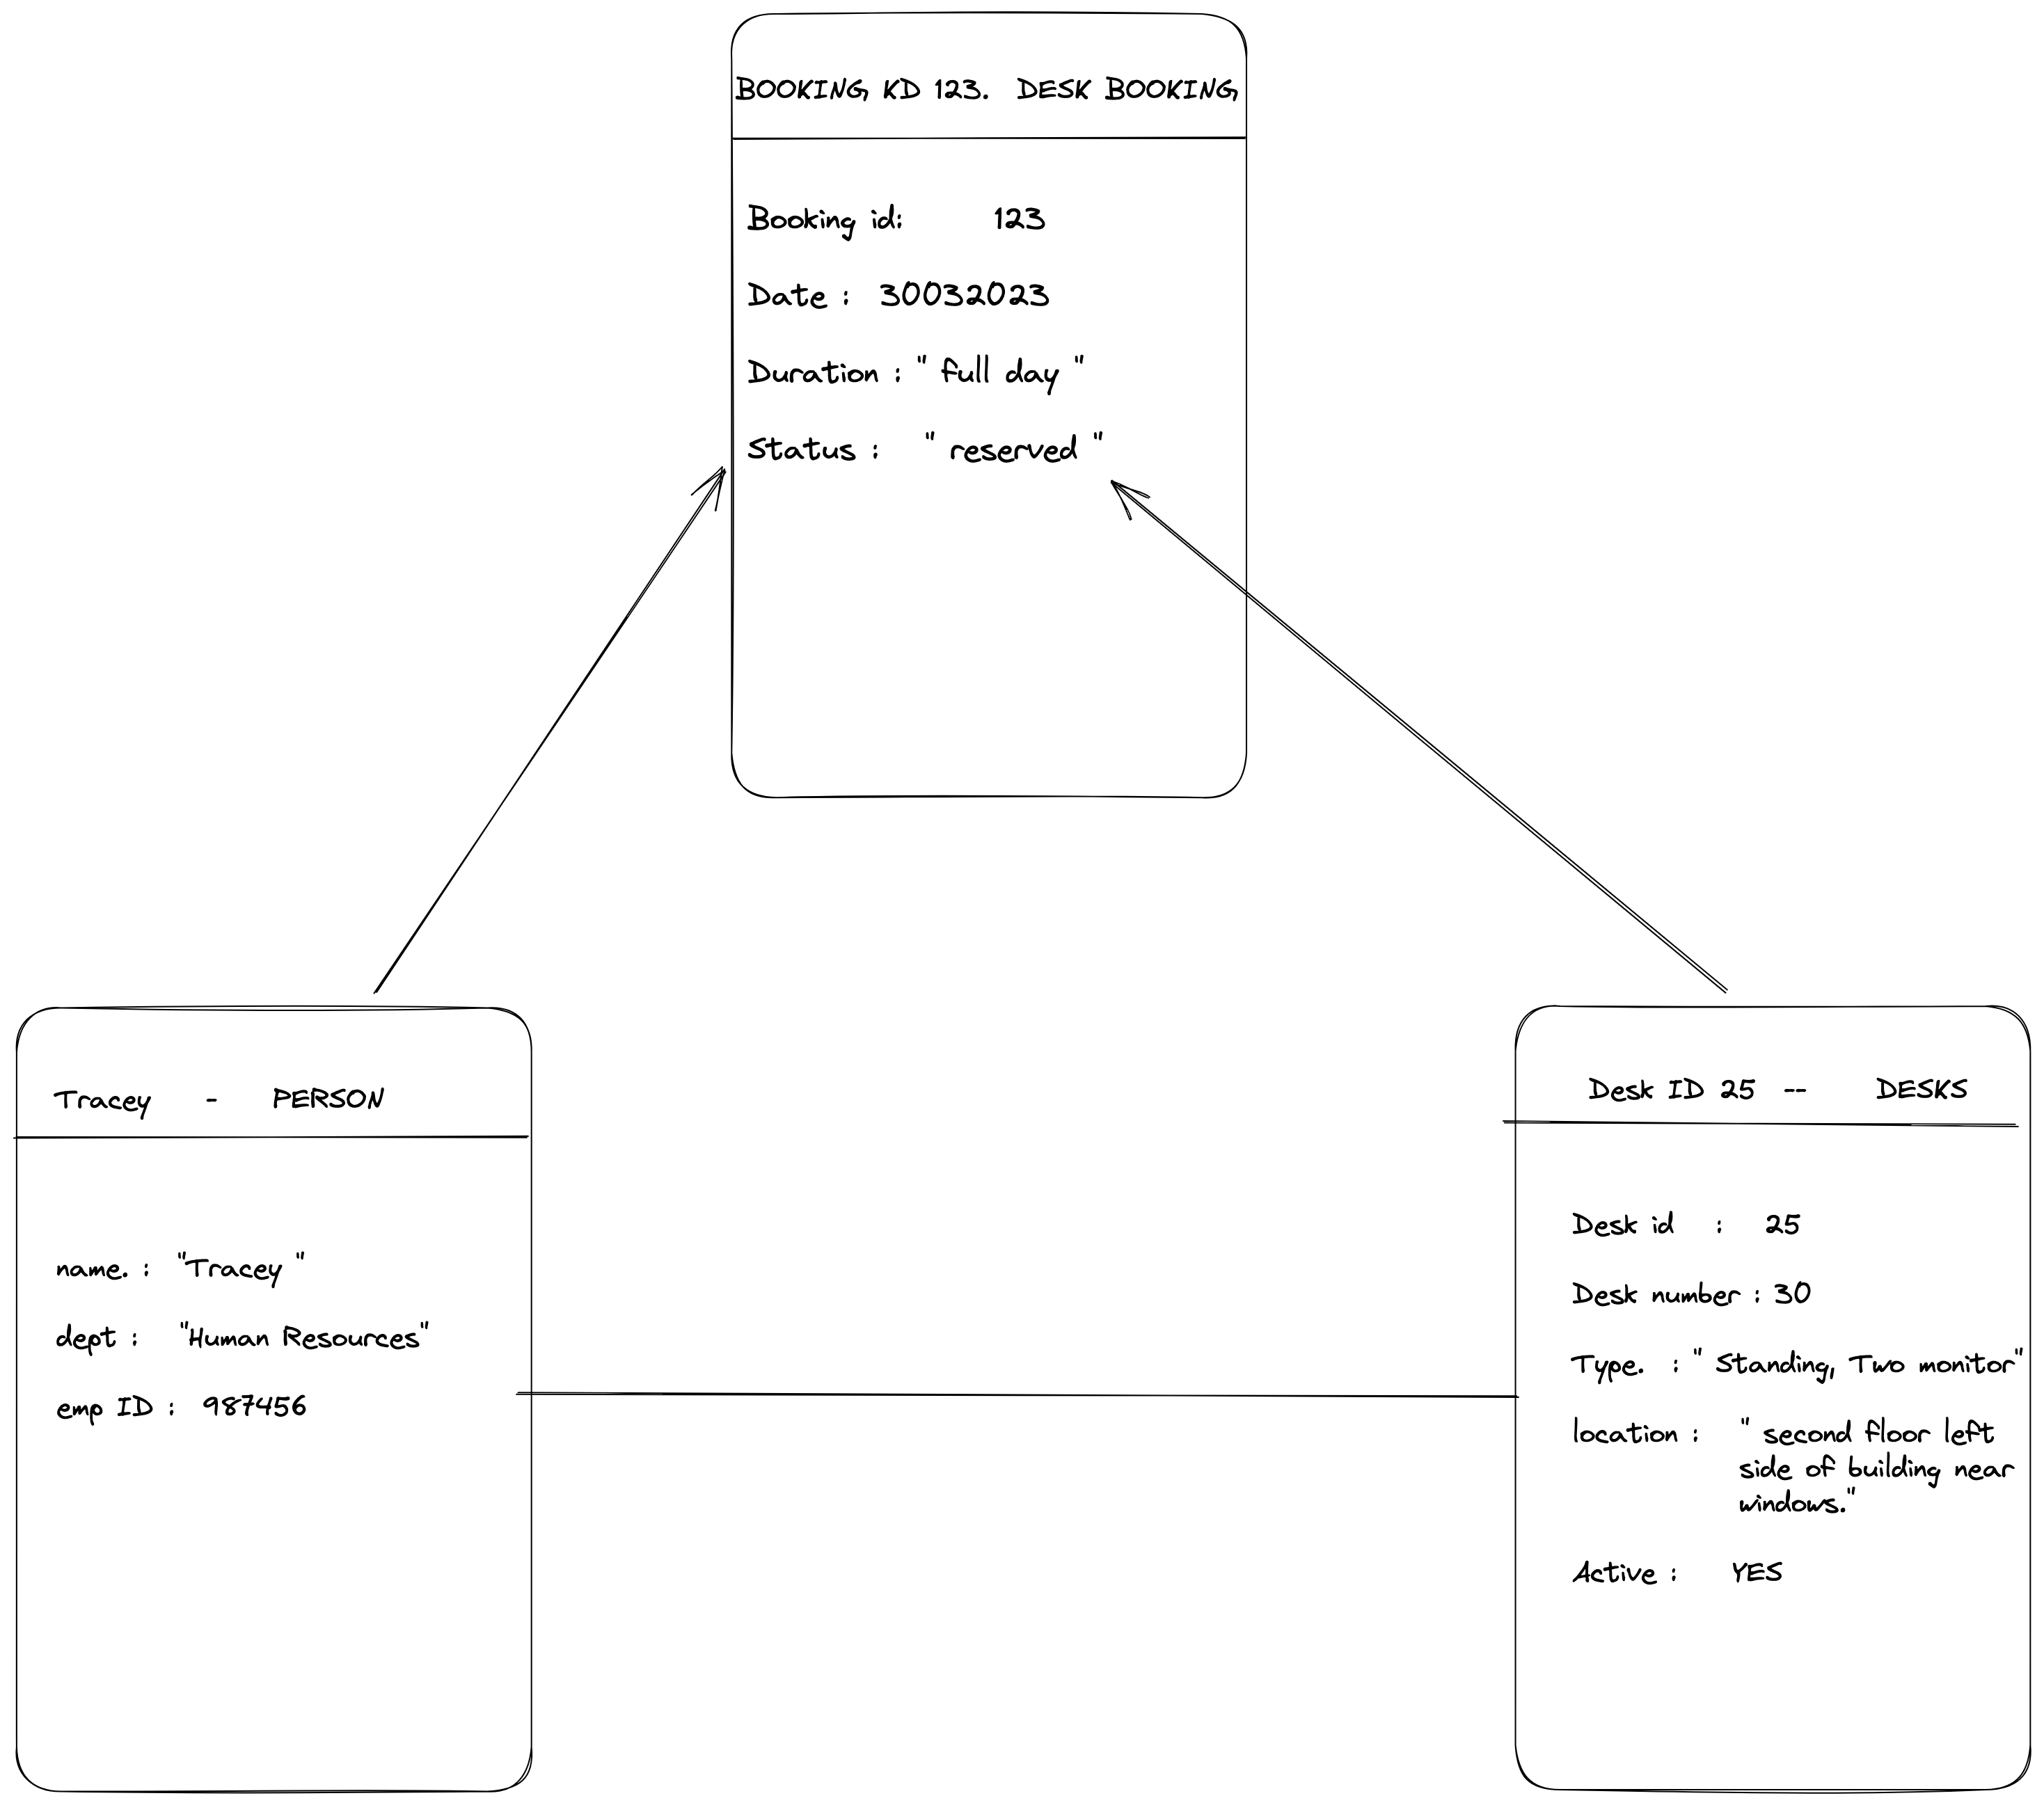 BOOKING KD 123. DESK BOOKING
Booking id: 123
Date : 30032023
Duration : " full day "
Status : " reserved "
Tracey - PERSON
name. : "Tracey "
dept : "Human Resources"
emp ID : 987456
Desk ID 25 -- DESKS
Desk id : 25
Desk number : 30
Type. : " Standing, Two monitor"
location : " second floor left
side of building near
windows."
Active : YES